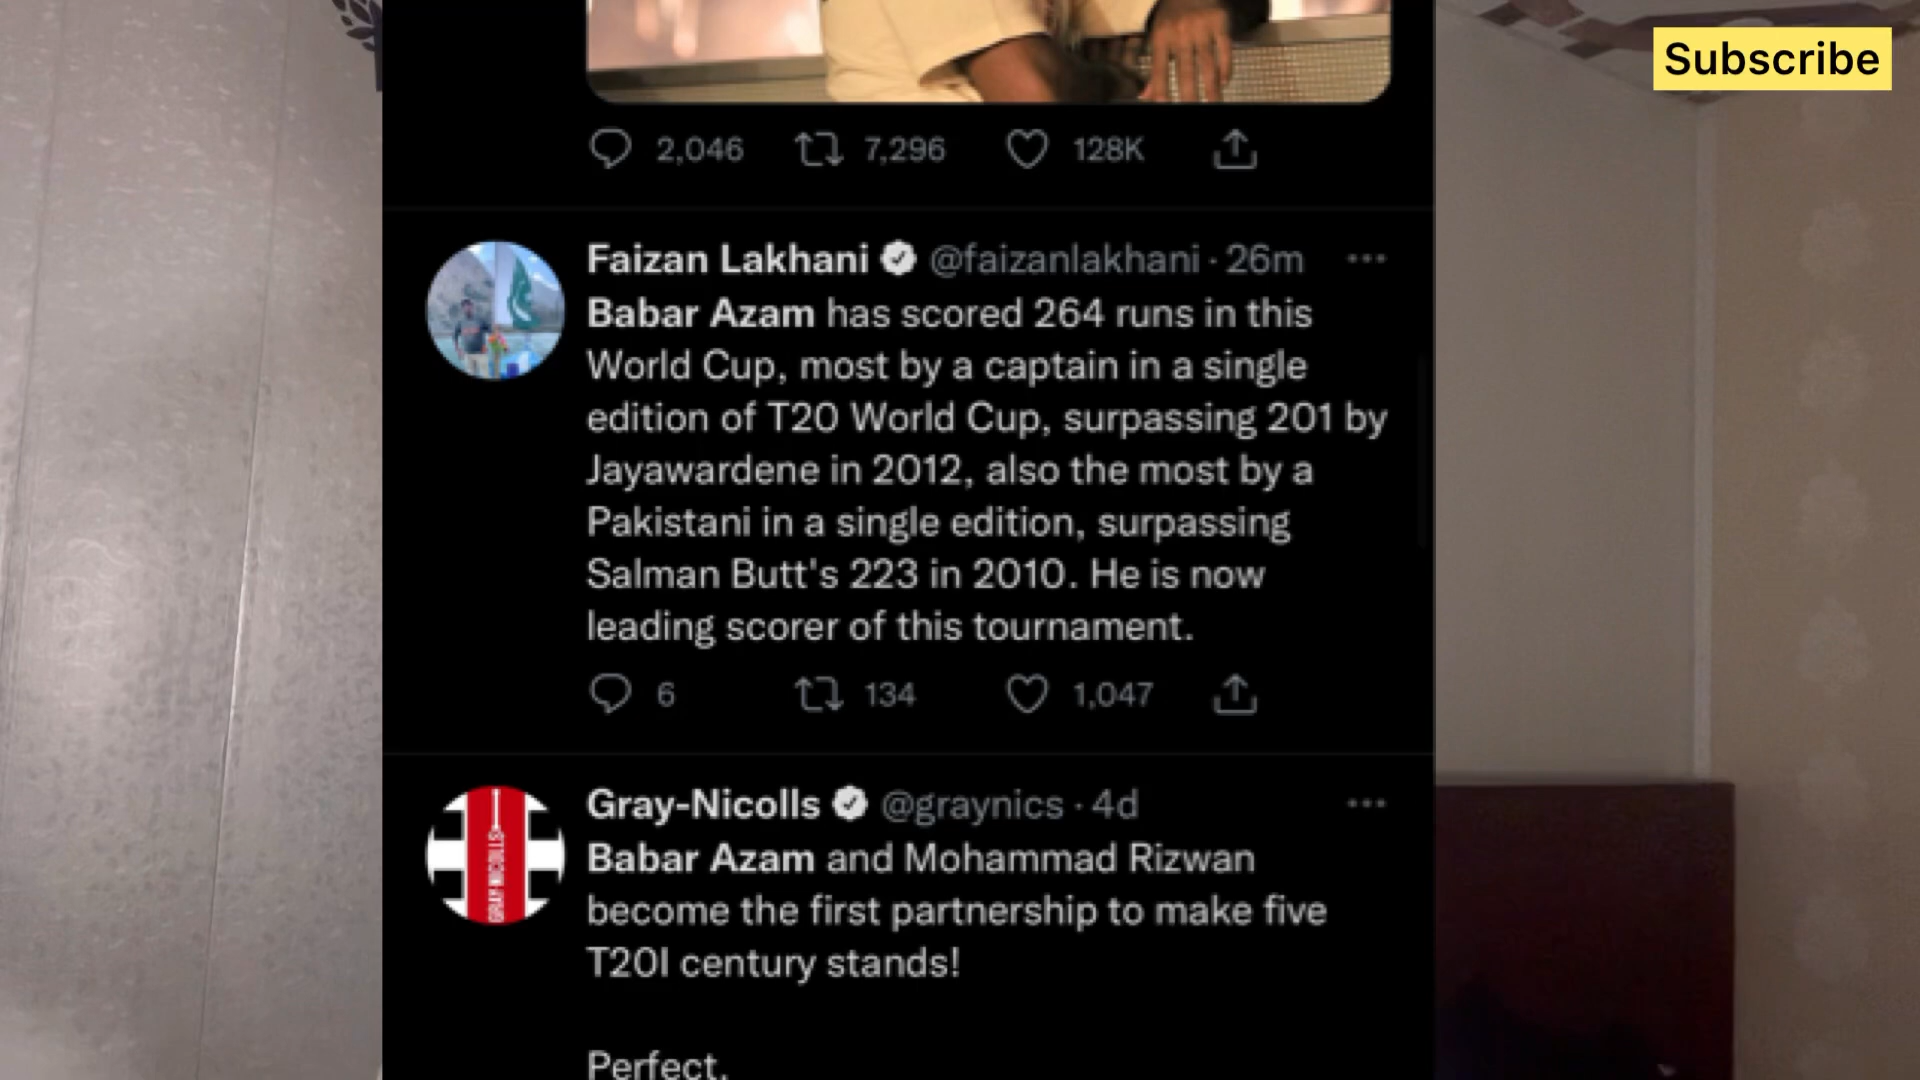 Subscribe
2,046 7,296 128K
Faizan Lakhani @faizanlakhani · 26m
Babar Azam has scored 264 runs in this
World Cup, most by a captain in a single
edition of T20 World Cup, surpassing 201 by
Jayawardene in 2012, also the most by a
Pakistani in a single edition, surpassing
Salman Butt's 223 in 2010. He is now
leading scorer of this tournament.
6 134 1,047
Gray-Nicolls @graynics · 4d
GRAY-NICOLLS
Babar Azam and Mohammad Rizwan
become the first partnership to make five
T20I century stands!
Perfect.